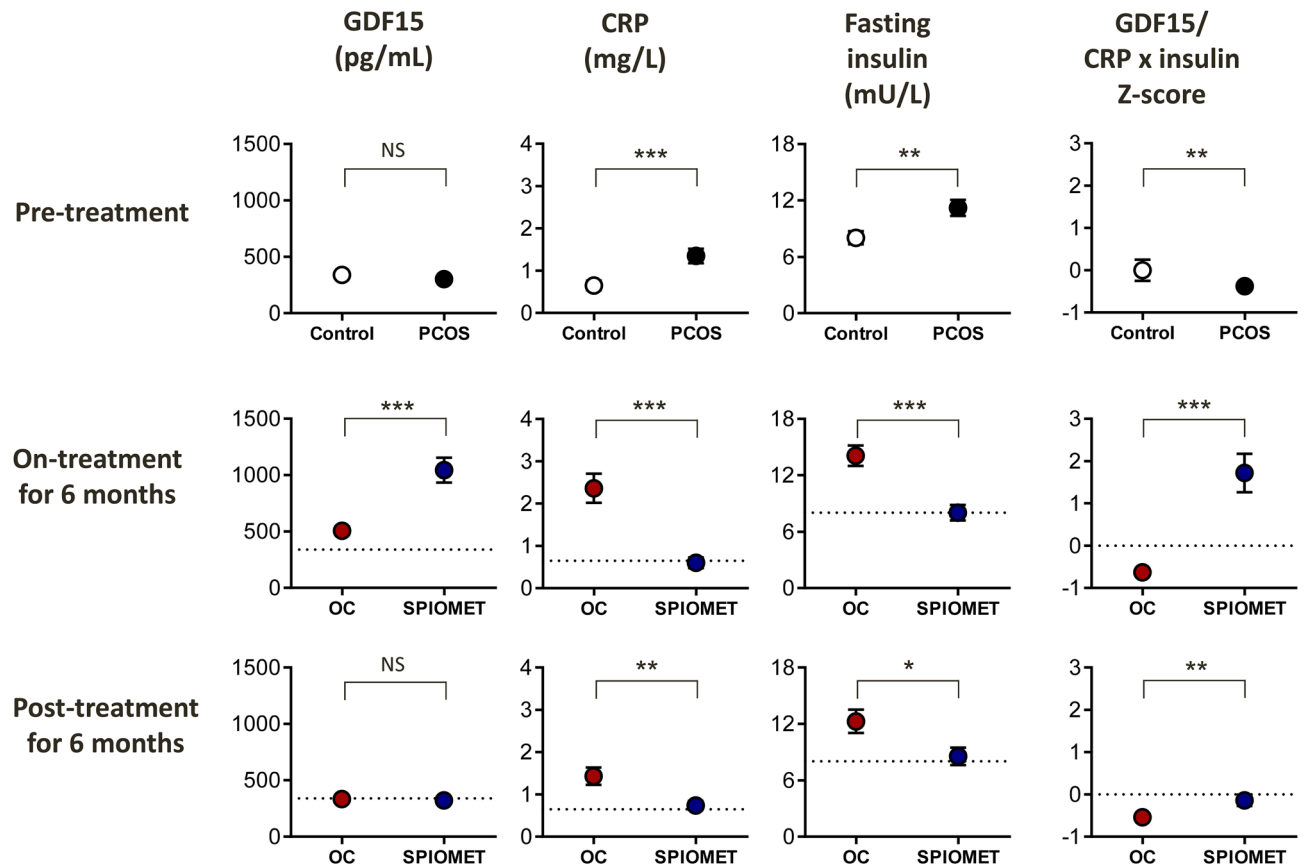 GDF15
(pg/mL)
CRP
(mg/L)
Fasting
insulin
(mU/L)
GDF15/
CRP x insulin
Z-score
Pre-treatment
1500
1000
500
0
NS
Control
PCOS
4
3
2
1
0
***
Control
PCOS
18
12
6
0
**
Control
PCOS
3
2
1
0
-1
**
Control
PCOS
On-treatment
for 6 months
1500
1000
500
0
***
OC
SPIOMET
4
3
2
1
0
***
OC
SPIOMET
18
12
6
0
***
OC
SPIOMET
3
2
1
0
-1
***
OC
SPIOMET
Post-treatment
for 6 months
1500
1000
500
0
NS
OC
SPIOMET
4
3
2
1
0
**
OC
SPIOMET
18
12
6
0
*
OC
SPIOMET
3
2
1
0
-1
**
OC
SPIOMET